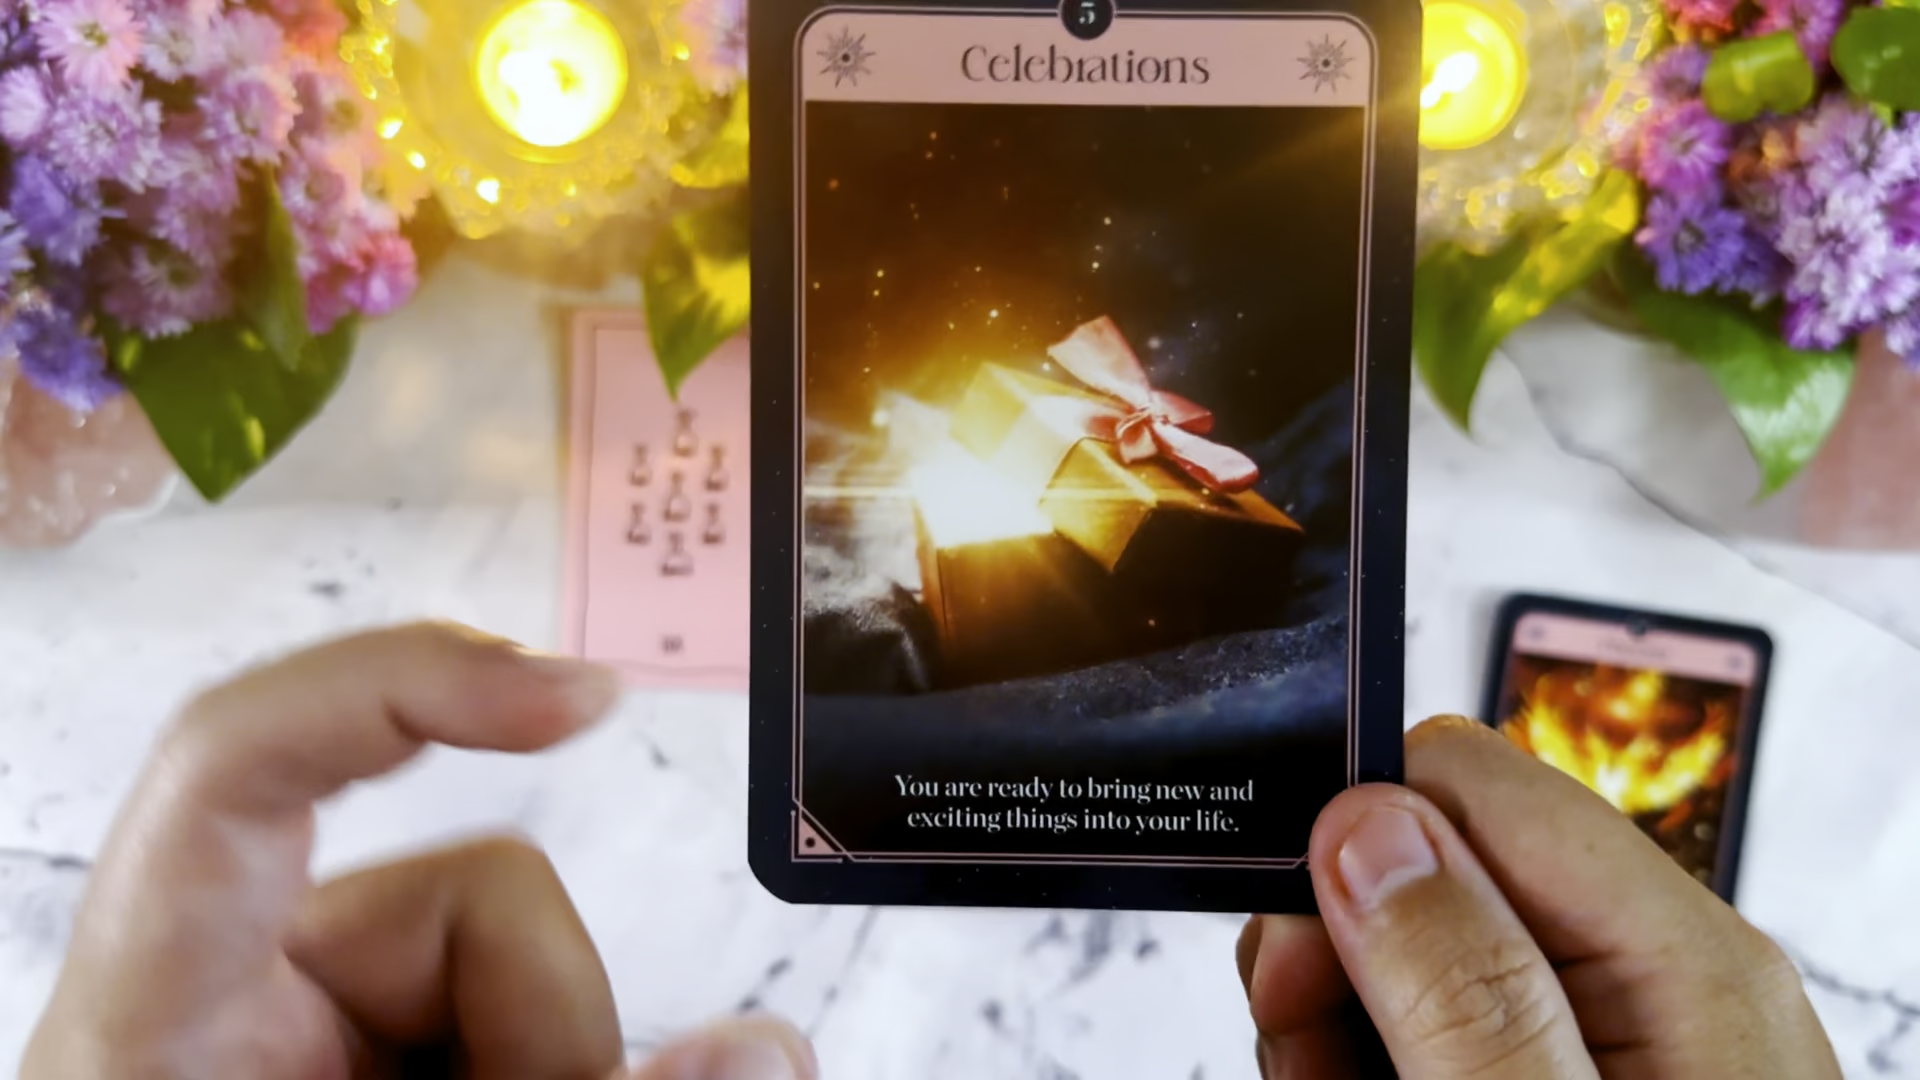 5
Celebrations
You are ready to bring new and
exciting things into your life.